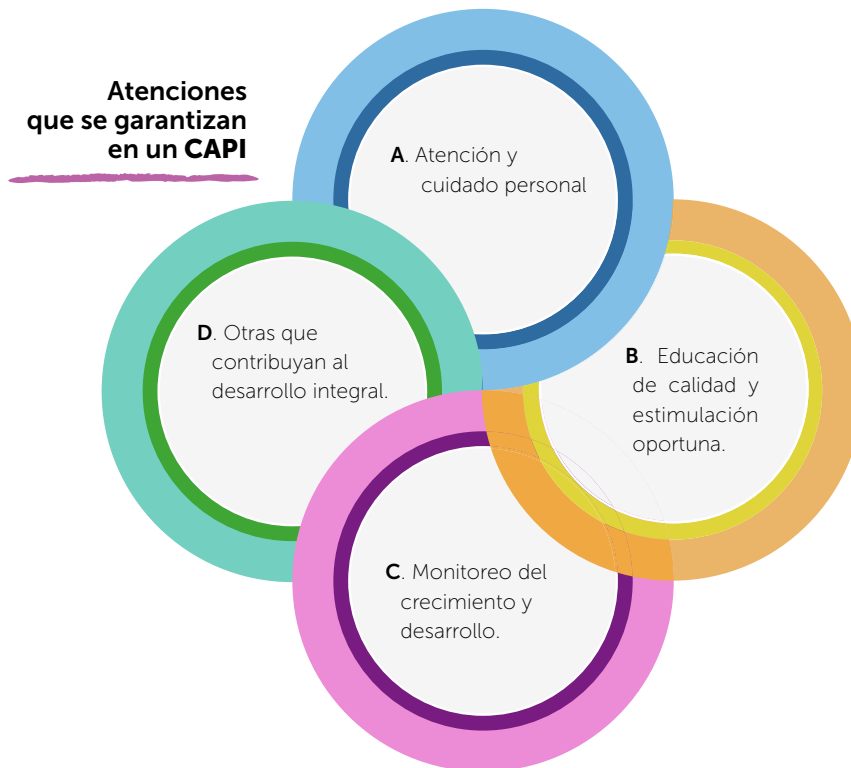 Atenciones
que se garantizan
en un CAPI
A. Atención y
cuidado personal
B. Educación
de calidad y
estimulación
oportuna.
C. Monitoreo del
crecimiento y
desarrollo.
D. Otras que
contribuyan al
desarrollo integral.